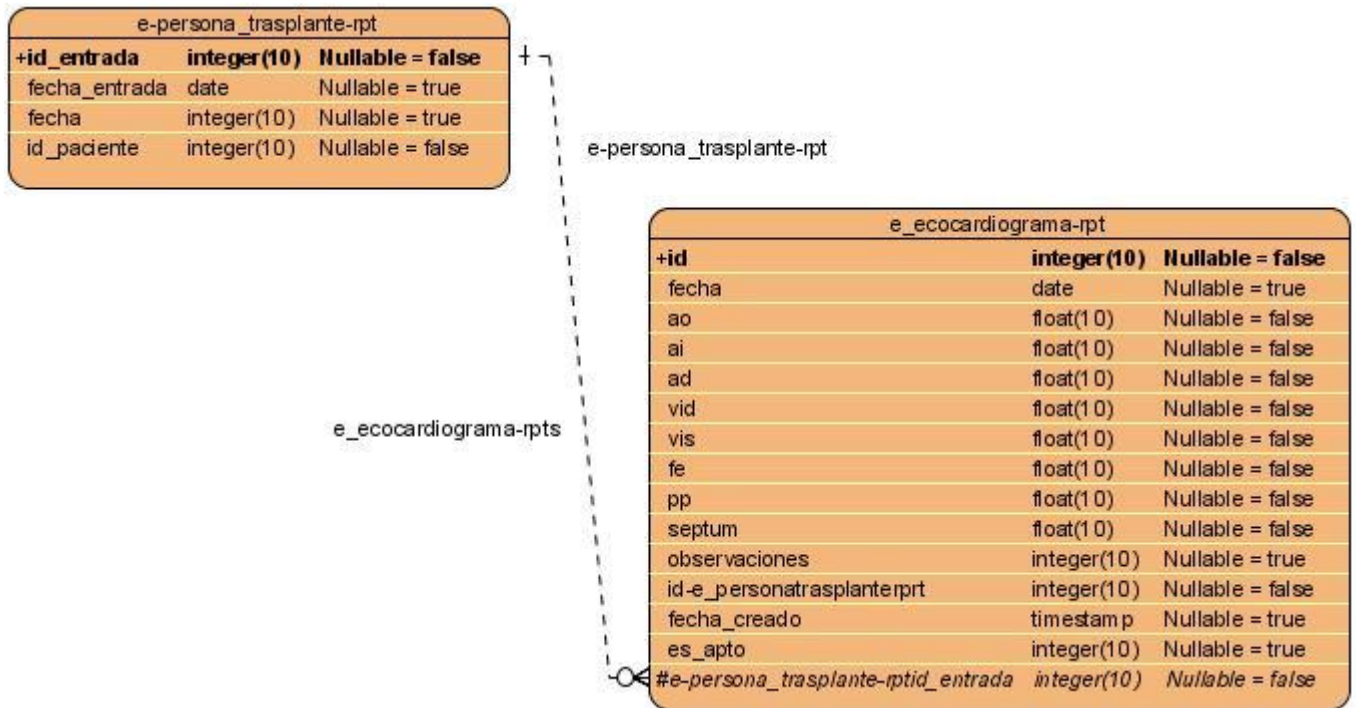 e-persona_trasplante-rpt
+id_entrada integer(10) Nullable = false
fecha_entrada date Nullable = true
fecha integer(10) Nullable = true
id_paciente integer(10) Nullable = false
e-persona_trasplante-rpt
e_ecocardiograma-rpts
e_ecocardiograma-rpt
+id integer(10) Nullable = false
fecha date Nullable = true
ao float(10) Nullable = false
ai float(10) Nullable = false
ad float(10) Nullable = false
vid float(10) Nullable = false
vis float(10) Nullable = false
fe float(10) Nullable = false
pp float(10) Nullable = false
septum float(10) Nullable = false
observaciones integer(10) Nullable = true
id-e_personatrasplanterprt integer(10) Nullable = false
fecha_creado timestamp Nullable = true
es_apto integer(10) Nullable = true
#e-persona_trasplante-rptid_entrada integer(10) Nullable = false